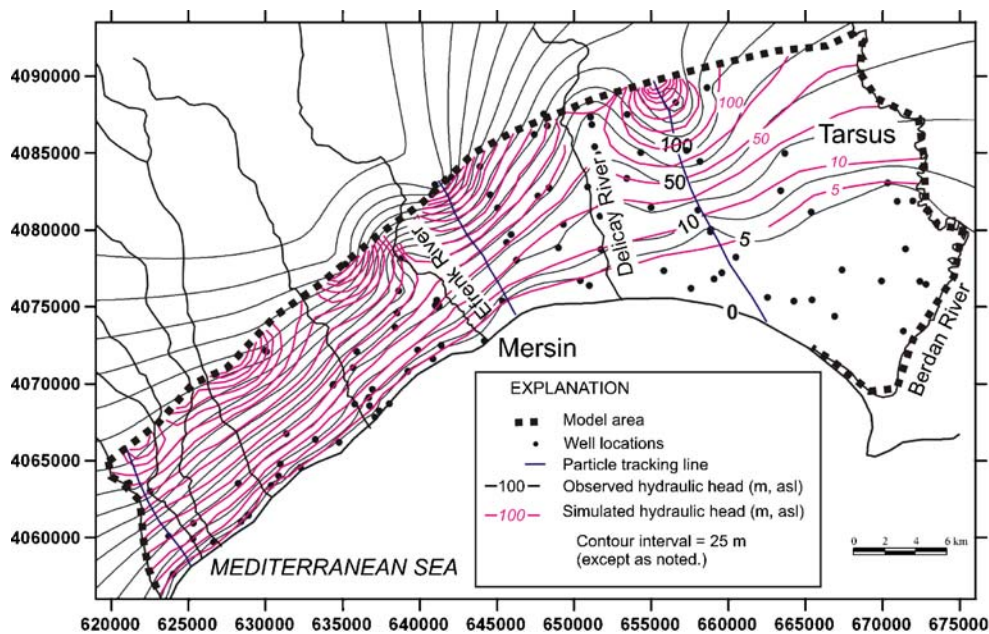 4090000
4085000
4080000
4075000
4070000
4065000
4060000
100
100
50
50
Tarsus
10
5
10
5
0
Delicay River
Efrenk River
Berdan River
Mersin
MEDITERRANEAN SEA
EXPLANATION
Model area
Well locations
Particle tracking line
100 Observed hydraulic head (m, asl)
100 Simulated hydraulic head (m, asl)
Contour interval = 25 m
(except as noted.)
0 2 4 6 km
620000 625000 630000 635000 640000 645000 650000 655000 660000 665000 670000 675000